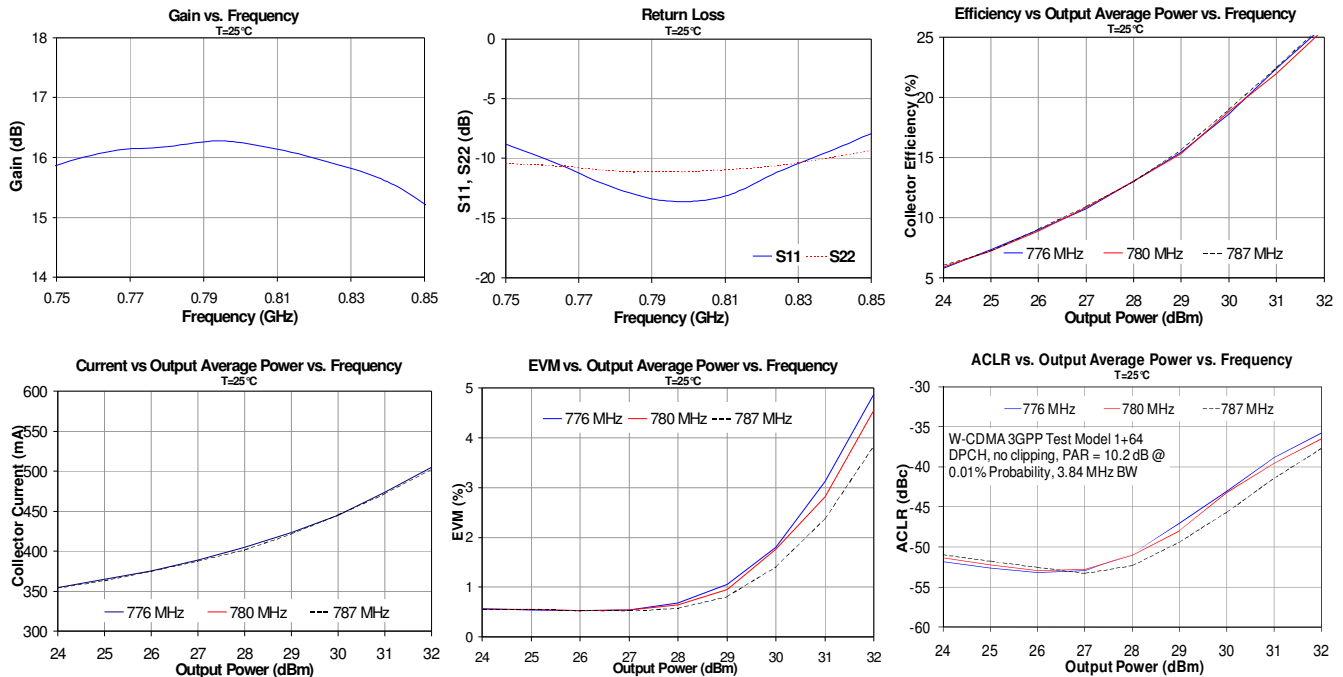 Gain vs. Frequency
T=25°C
18
17
16
15
14
Gain (dB)
0.75 0.77 0.79 0.81 0.83 0.85
Frequency (GHz)
Return Loss
T=25°C
0
-5
-10
-15
-20
S11, S22 (dB)
S11 S22
0.75 0.77 0.79 0.81 0.83 0.85
Frequency (GHz)
Efficiency vs Output Average Power vs. Frequency
T=25°C
25
20
15
10
5
Collector Efficiency (%)
776 MHz 780 MHz 787 MHz
24 25 26 27 28 29 30 31 32
Output Power (dBm)
Current vs Output Average Power vs. Frequency
T=25°C
600
550
500
450
400
350
300
Collector Current (mA)
776 MHz 780 MHz 787 MHz
24 25 26 27 28 29 30 31 32
Output Power (dBm)
EVM vs. Output Average Power vs. Frequency
T=25°C
5
4
3
2
1
0
EVM (%)
776 MHz 780 MHz 787 MHz
24 25 26 27 28 29 30 31 32
Output Power (dBm)
ACLR vs. Output Average Power vs. Frequency
T=25°C
-30
-40
-50
-60
ACLR (dBc)
776 MHz 780 MHz 787 MHz
W-CDMA 3GPP Test Model 1+64
DPCH, no clipping, PAR = 10.2 dB @
0.01% Probability, 3.84 MHz BW
24 25 26 27 28 29 30 31 32
Output Power (dBm)